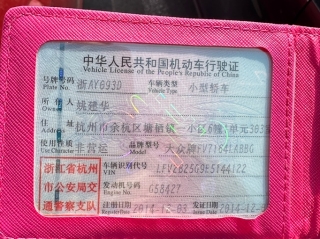 中华人民共和国机动车行驶证
Vehicle License of the People's Republic of China
号牌号码 浙AYG93D 车辆类型 小型轿车
Plate No. Vehicle Type
所有人 姚建华
Owner
住址 杭州市余杭区塘栖镇
Address
使用性质 非营运 品牌型号 大众牌
Use Character Model
浙江省杭州
市公安局交
通警察支队
车辆识别代号
VIN
发动机号码 G58427
Engine No.
注册日期 发证日期
Register Date Issue Date